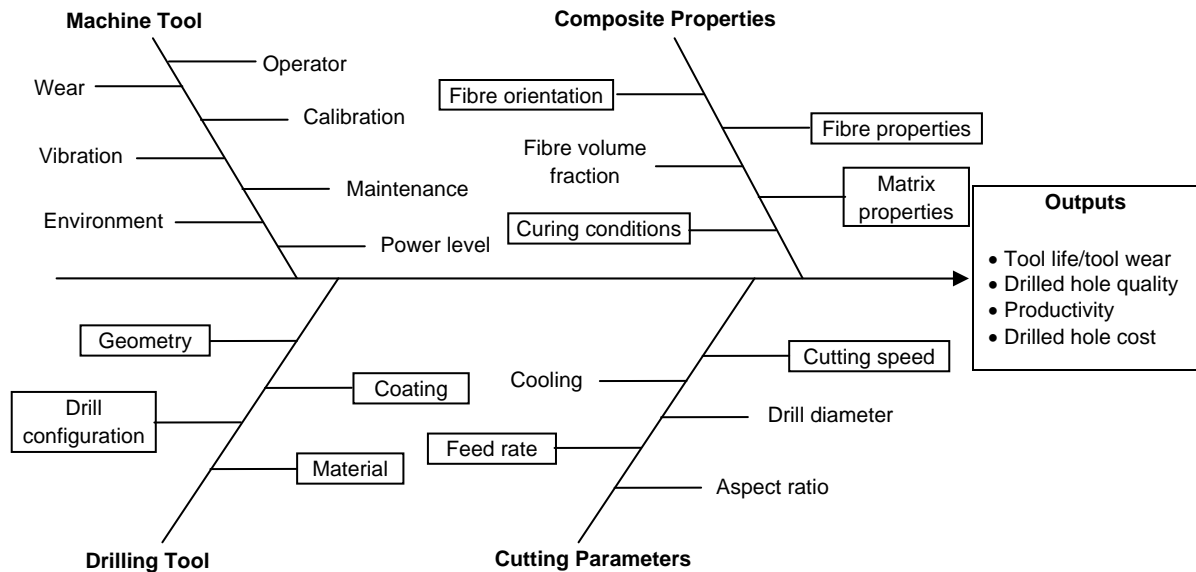 Machine Tool
Operator
Wear
Calibration
Vibration
Maintenance
Environment
Power level
Composite Properties
Fibre orientation
Fibre properties
Fibre volume
fraction
Matrix
properties
Curing conditions
Outputs
• Tool life/tool wear
• Drilled hole quality
• Productivity
• Drilled hole cost
Geometry
Coating
Drill
configuration
Material
Drilling Tool
Cutting speed
Cooling
Drill diameter
Feed rate
Aspect ratio
Cutting Parameters